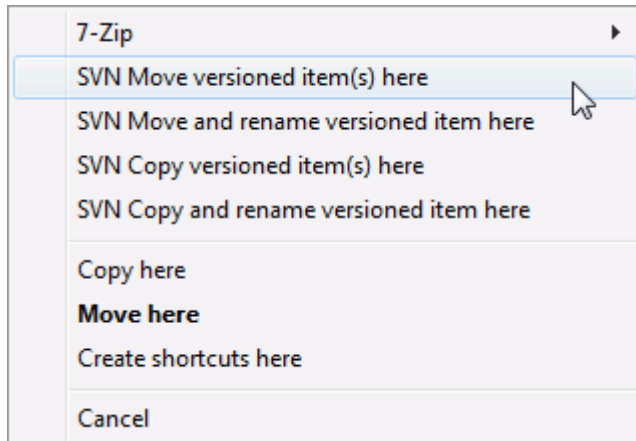 7-Zip
SVN Move versioned item(s) here
SVN Move and rename versioned item here
SVN Copy versioned item(s) here
SVN Copy and rename versioned item here
Copy here
Move here
Create shortcuts here
Cancel